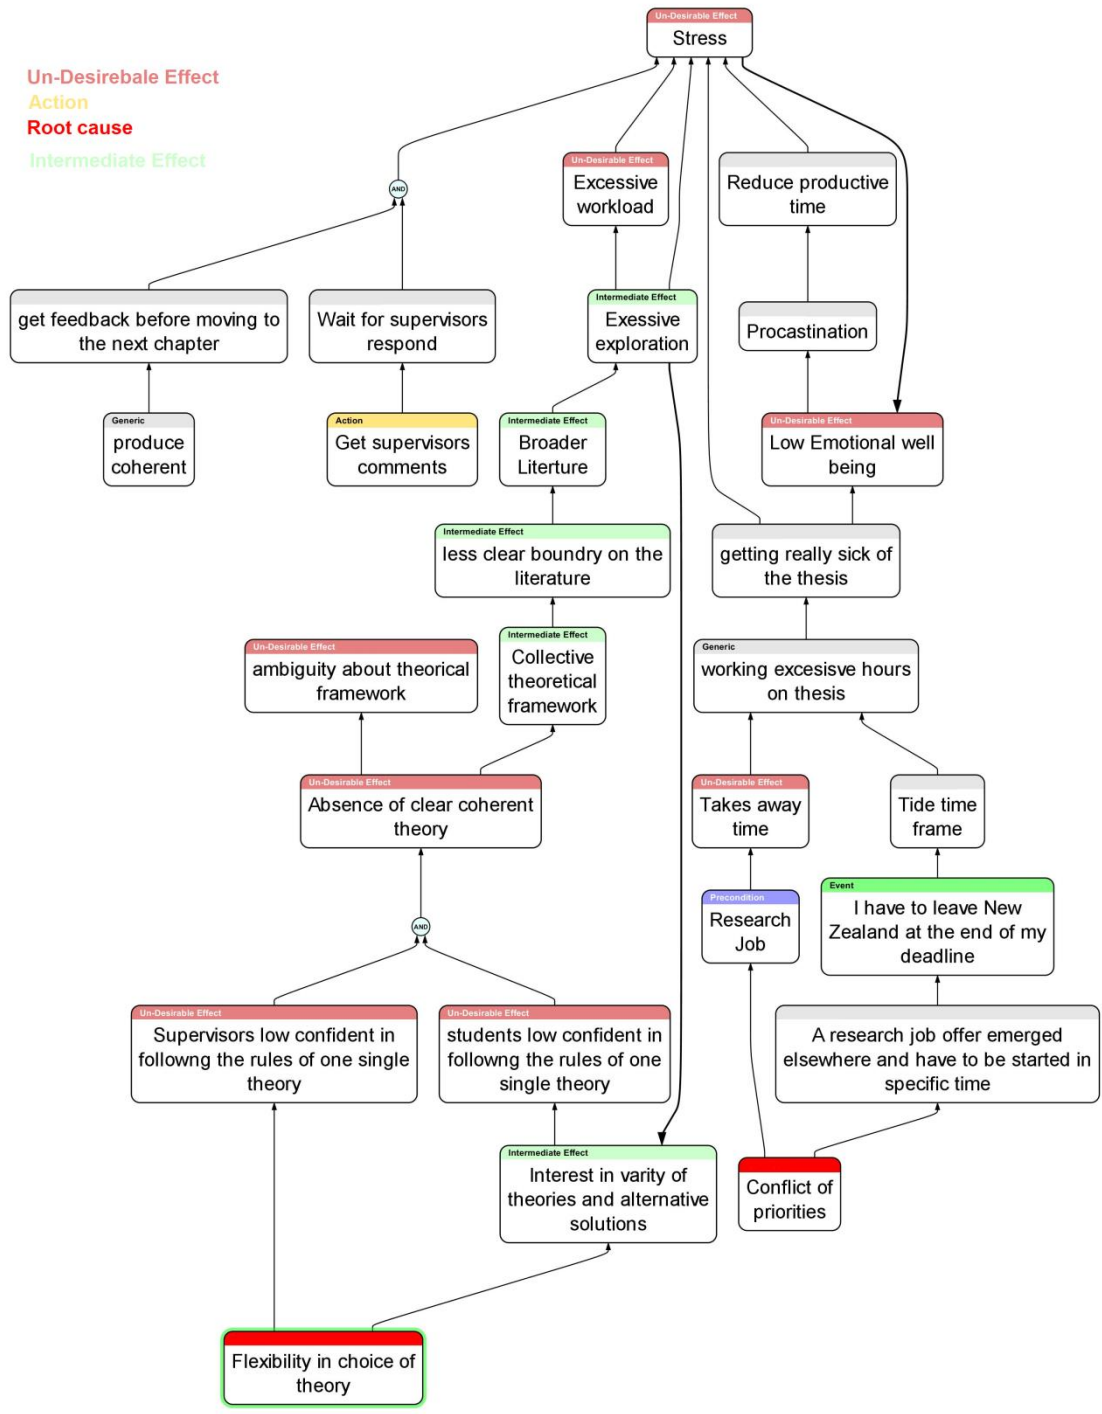 Un-Desirable Effect
Stress
Un-Desirebale Effect
Action
Root cause
Intermediate Effect
AND
Un-Desirable Effect
Excessive
workload
Reduce productive
time
get feedback before moving to
the next chapter
Wait for supervisors
respond
Intermediate Effect
Exessive
exploration
Procastination
Generic
produce
coherent
Action
Get supervisors
comments
Intermediate Effect
Broader
Literture
Un-Desirable Effect
Low Emotional well
being
Intermediate Effect
less clear boundry on the
literature
getting really sick of
the thesis
Un-Desirable Effect
ambiguity about theorical
framework
Intermediate Effect
Collective
theoretical
framework
Generic
working excesisve hours
on thesis
Un-Desirable Effect
Absence of clear coherent
theory
Un-Desirable Effect
Takes away
time
Tide time
frame
AND
Precondition
Research
Job
Event
I have to leave New
Zealand at the end of my
deadline
Un-Desirable Effect
Supervisors low confident in
followng the rules of one single
theory
Un-Desirable Effect
students low confident in
followng the rules of one
single theory
A research job offer emerged
elsewhere and have to be started in
specific time
Intermediate Effect
Interest in varity of
theories and alternative
solutions
Conflict of
priorities
Flexibility in choice of
theory